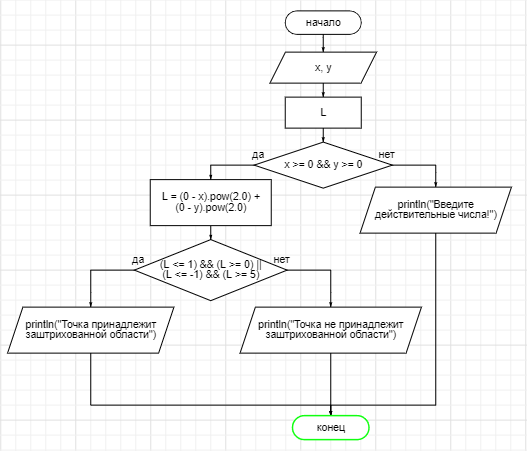 начало
x, y
L
да
нет
x >= 0 && y >= 0
L = (0 - x).pow(2.0) +
(0 - y).pow(2.0)
println("Введите
действительные числа!")
да
нет
(L <= 1) && (L >= 0) ||
(L <= -1) && (L >= 5)
println("Точка принадлежит
заштрихованной области")
println("Точка не принадлежит
заштрихованной области")
конец